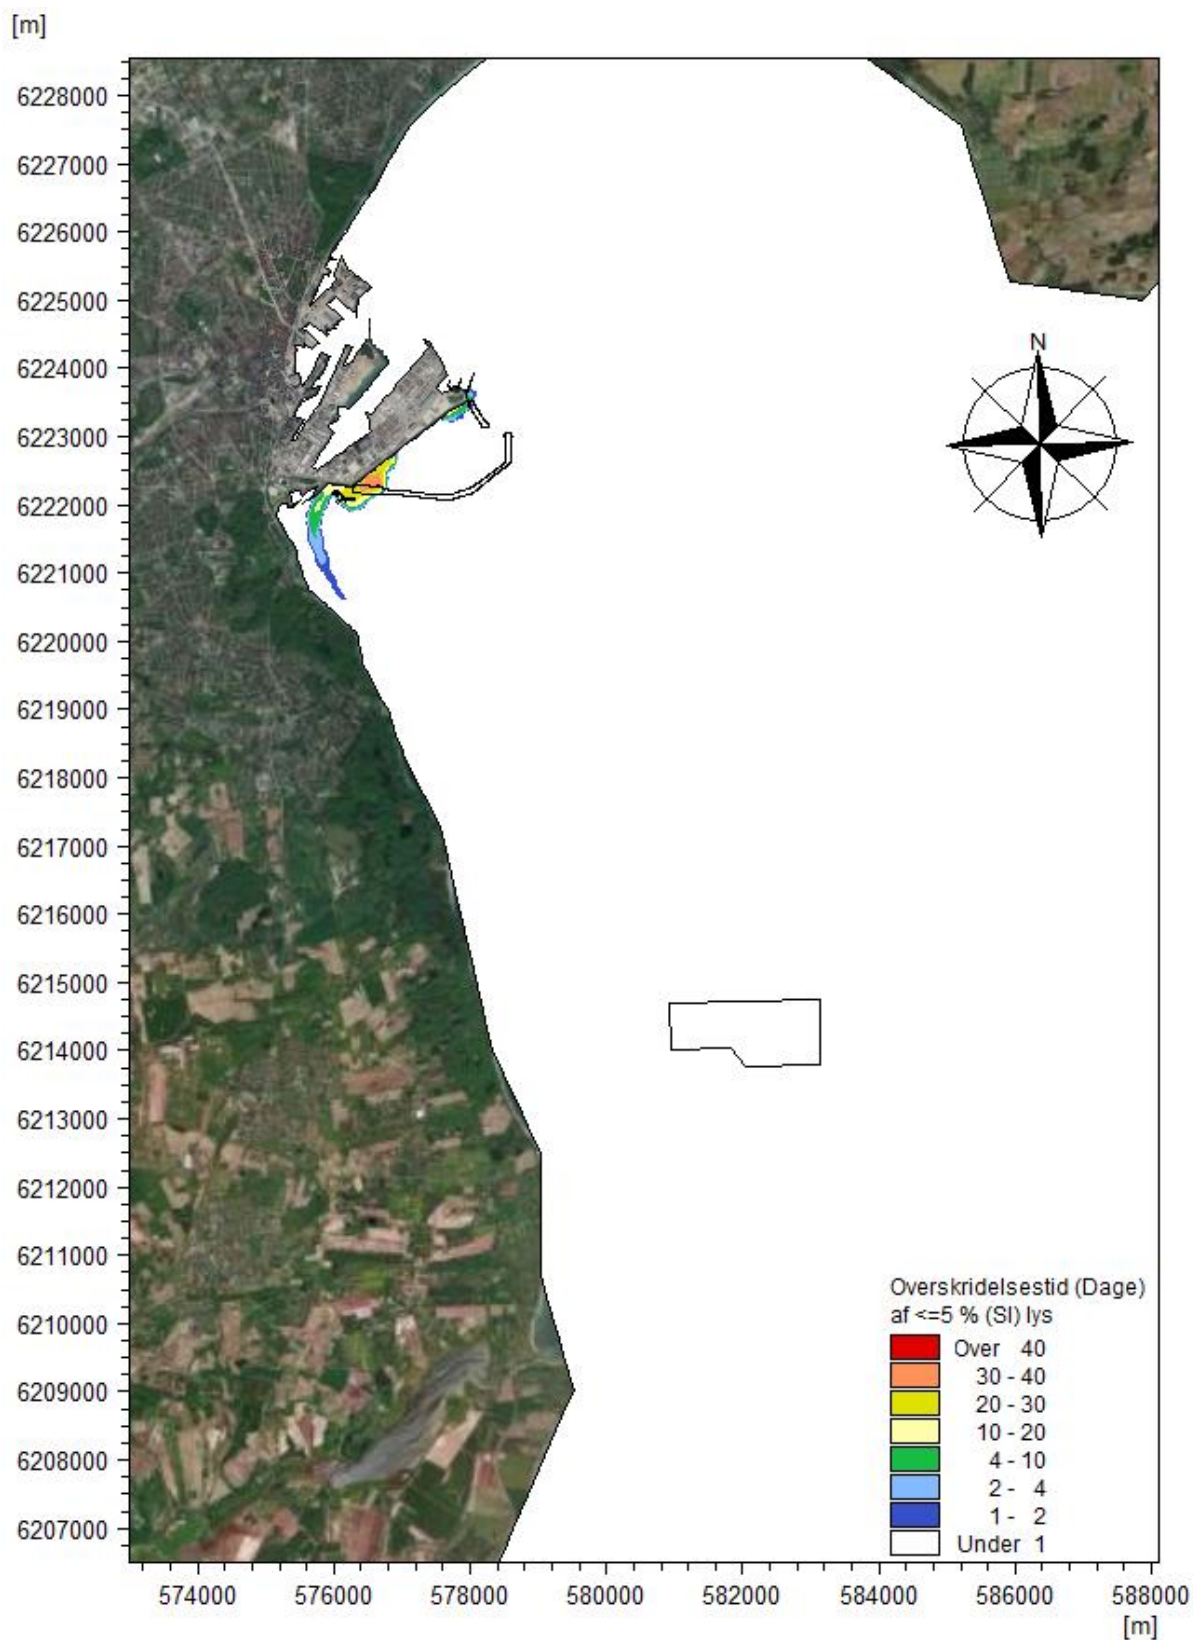 [m]
6228000
6227000
6226000
6225000
6224000
6223000
6222000
6221000
6220000
6219000
6218000
6217000
6216000
6215000
6214000
6213000
6212000
6211000
6210000
6209000
6208000
6207000
N
Overskridelsestid (Dage)
af <=5 % (SI) lys
Over 40
30 - 40
20 - 30
10 - 20
4 - 10
2 - 4
1 - 2
Under 1
574000 576000 578000 580000 582000 584000 586000 588000
[m]